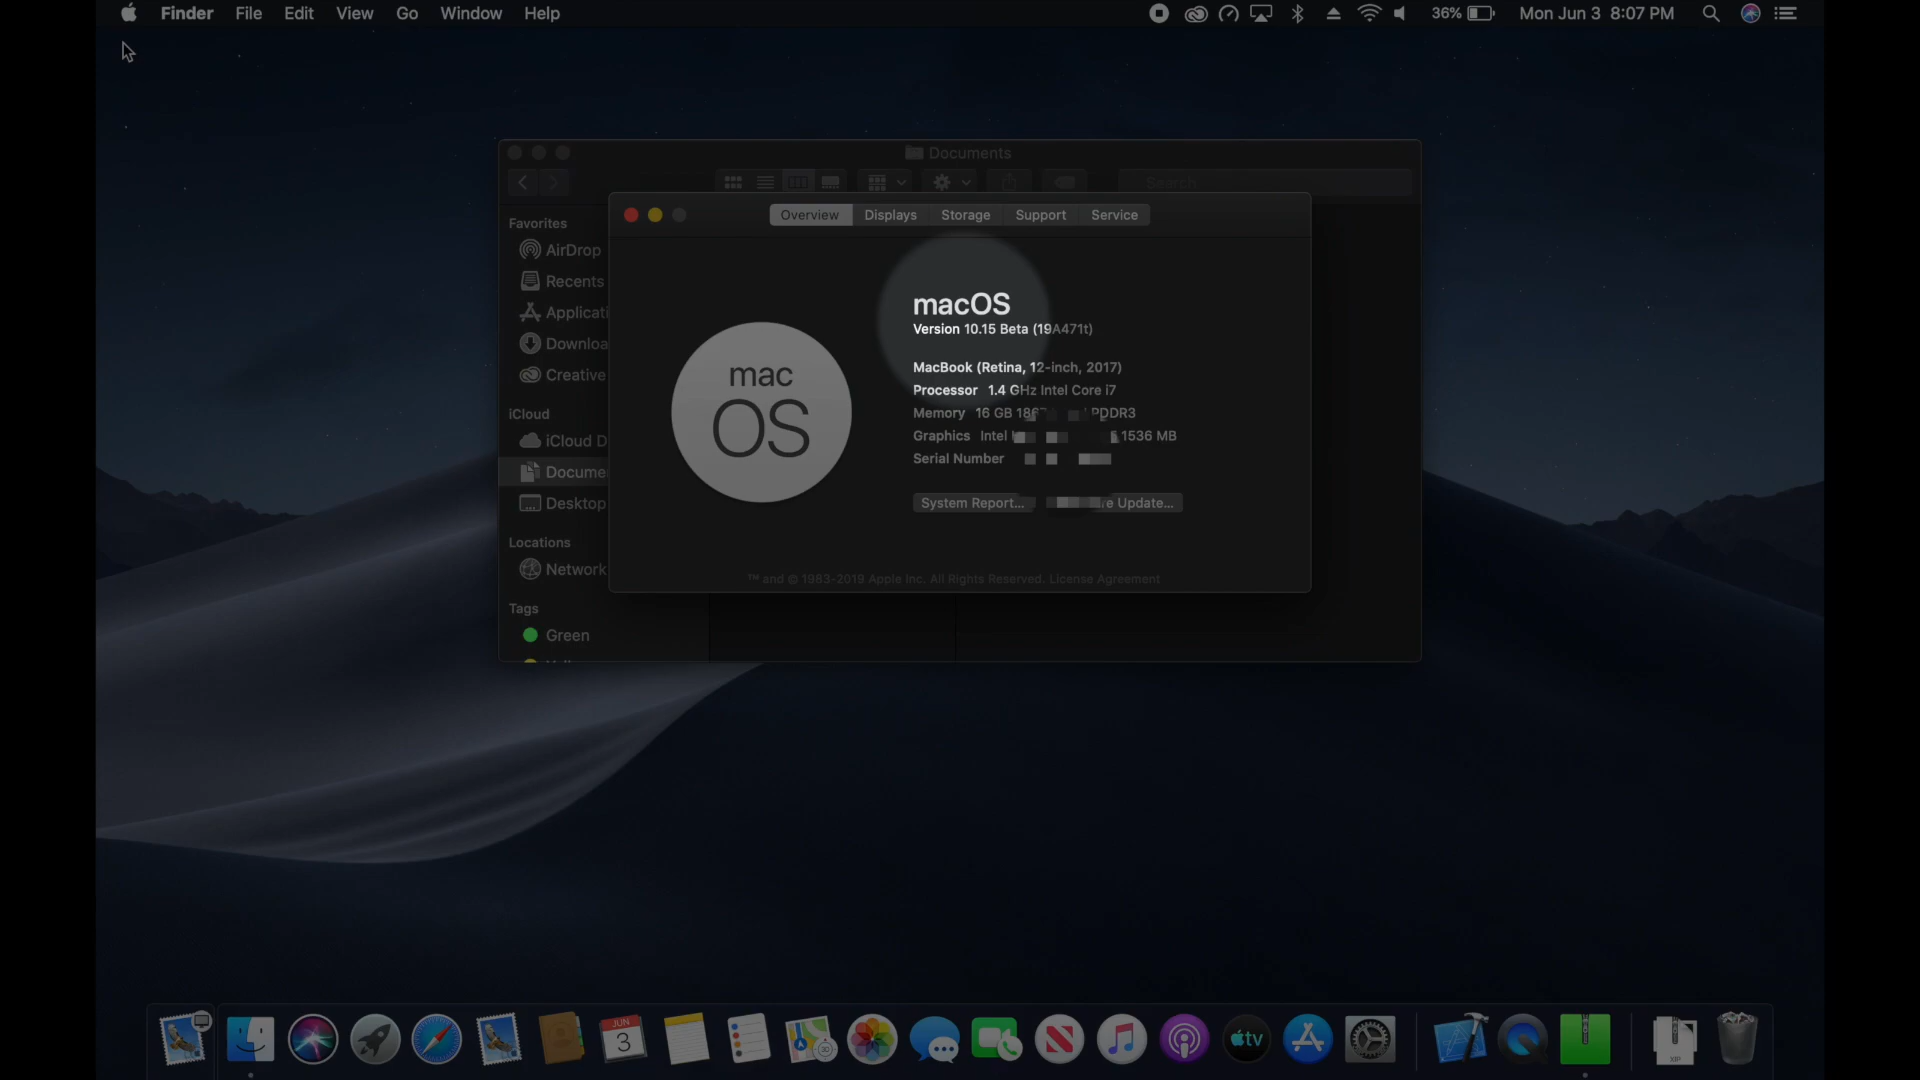 Finder File Edit View Go Window Help 36% Mon Jun 3 8:07 PM
Documents
Search
Overview Displays Storage Support Service
Favorites
AirDrop
Recents
Applicati
Downloa
Creative
iCloud
iCloud D
Docume
Desktop
Locations
Network
Tags
Green
mac
OS
macOS
Version 10.15 Beta (19A471t)
MacBook (Retina, 12-inch, 2017)
Processor 1.4 GHz Intel Core i7
Memory 16 GB PDDR3
Graphics Intel 1536 MB
Serial Number
System Report... e Update...
™ and © 1983-2019 Apple Inc. All Rights Reserved. License Agreement
JUN
3
tv